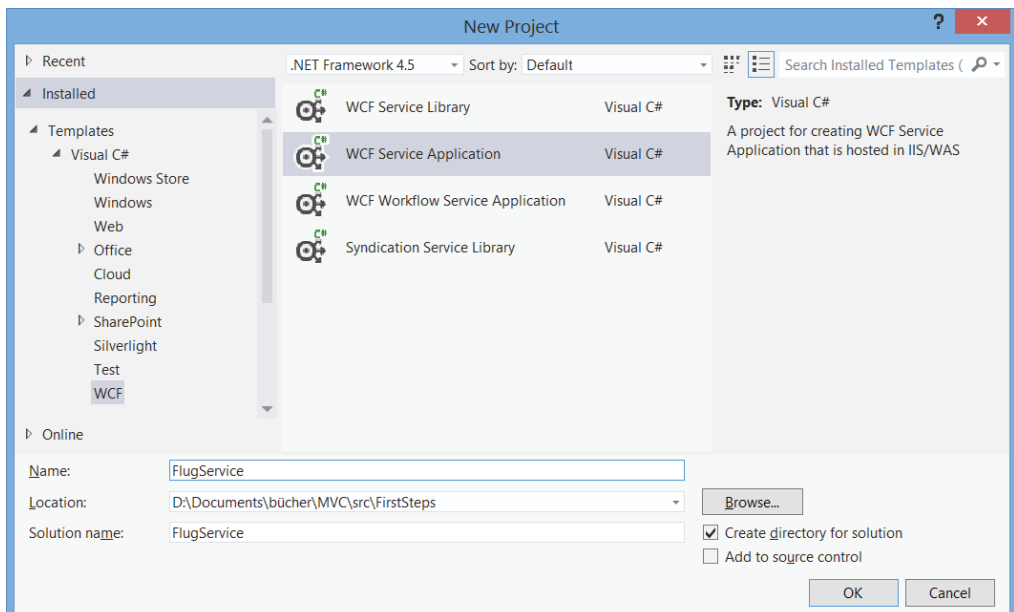 New Project
?
×
Recent
Installed
Templates
Visual C#
Windows Store
Windows
Web
Office
Cloud
Reporting
SharePoint
Silverlight
Test
WCF
Online
.NET Framework 4.5 Sort by: Default
Search Installed Templates (
C# WCF Service Library Visual C#
C# WCF Service Application Visual C#
C# WCF Workflow Service Application Visual C#
C# Syndication Service Library Visual C#
Type: Visual C#
A project for creating WCF Service
Application that is hosted in IIS/WAS
Name: FlugService
Location: D:\Documents\bücher\MVC\src\FirstSteps
Browse...
Solution name: FlugService
Create directory for solution
Add to source control
OK Cancel